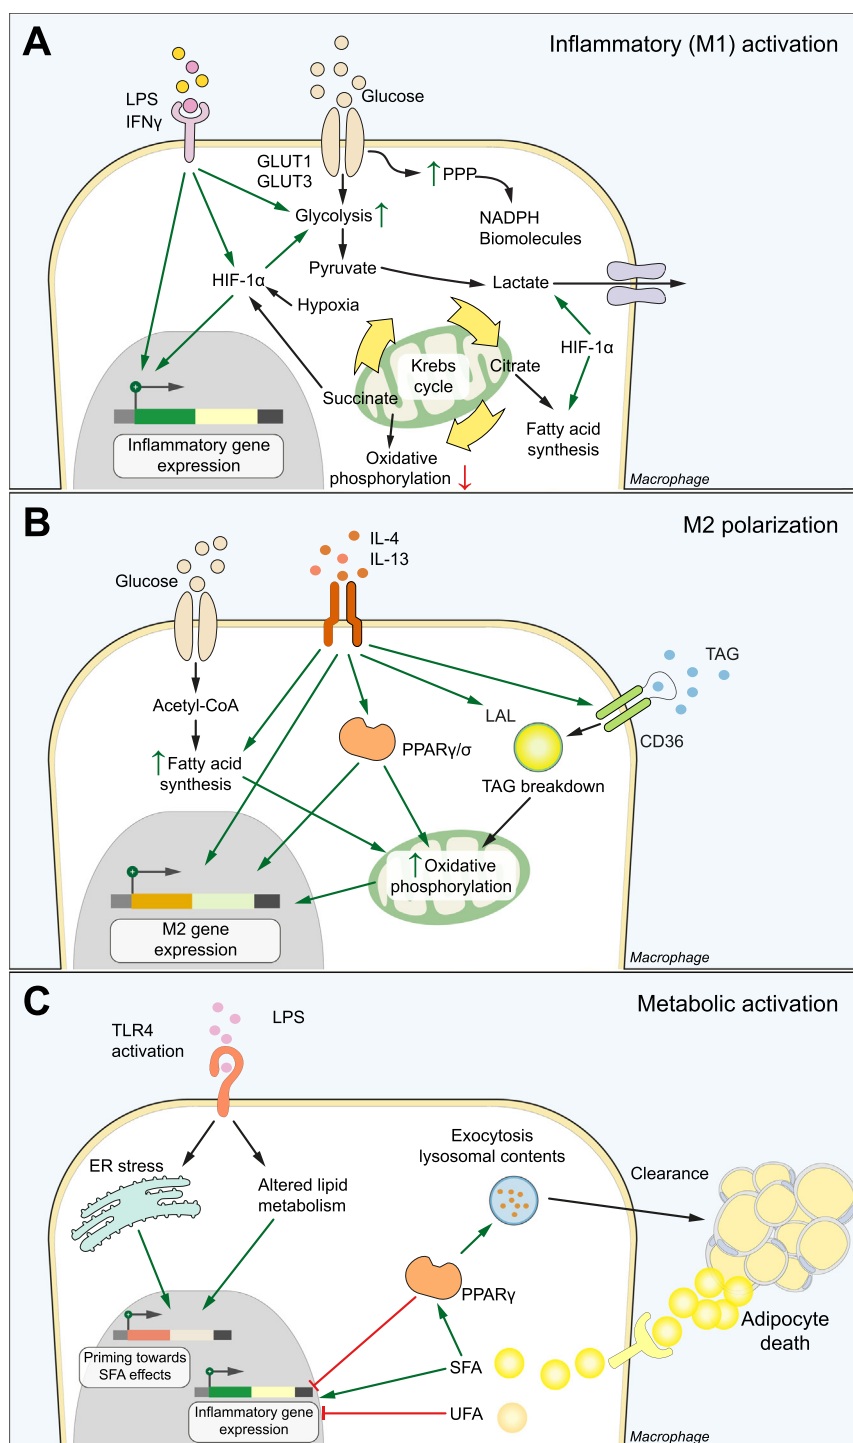 A
Inflammatory (M1) activation
LPS
IFNγ
Glucose
GLUT1
GLUT3
↑PPP
Glycolysis↑
NADPH
Biomolecules
Pyruvate
HIF-1α
Lactate
Hypoxia
HIF-1α
Krebs
cycle
Citrate
Succinate
Fatty acid
synthesis
Inflammatory gene
expression
Oxidative
phosphorylation ↓
Macrophage
B
M2 polarization
IL-4
IL-13
Glucose
TAG
Acetyl-CoA
LAL
CD36
PPARγ/σ
↑Fatty acid
synthesis
TAG breakdown
↑Oxidative
phosphorylation
M2 gene
expression
Macrophage
C
Metabolic activation
LPS
TLR4
activation
Exocytosis
lysosomal contents
ER stress
Clearance
Altered lipid
metabolism
PPARγ
Adipocyte
death
Priming towards
SFA effects
SFA
Inflammatory gene
expression
UFA
Macrophage